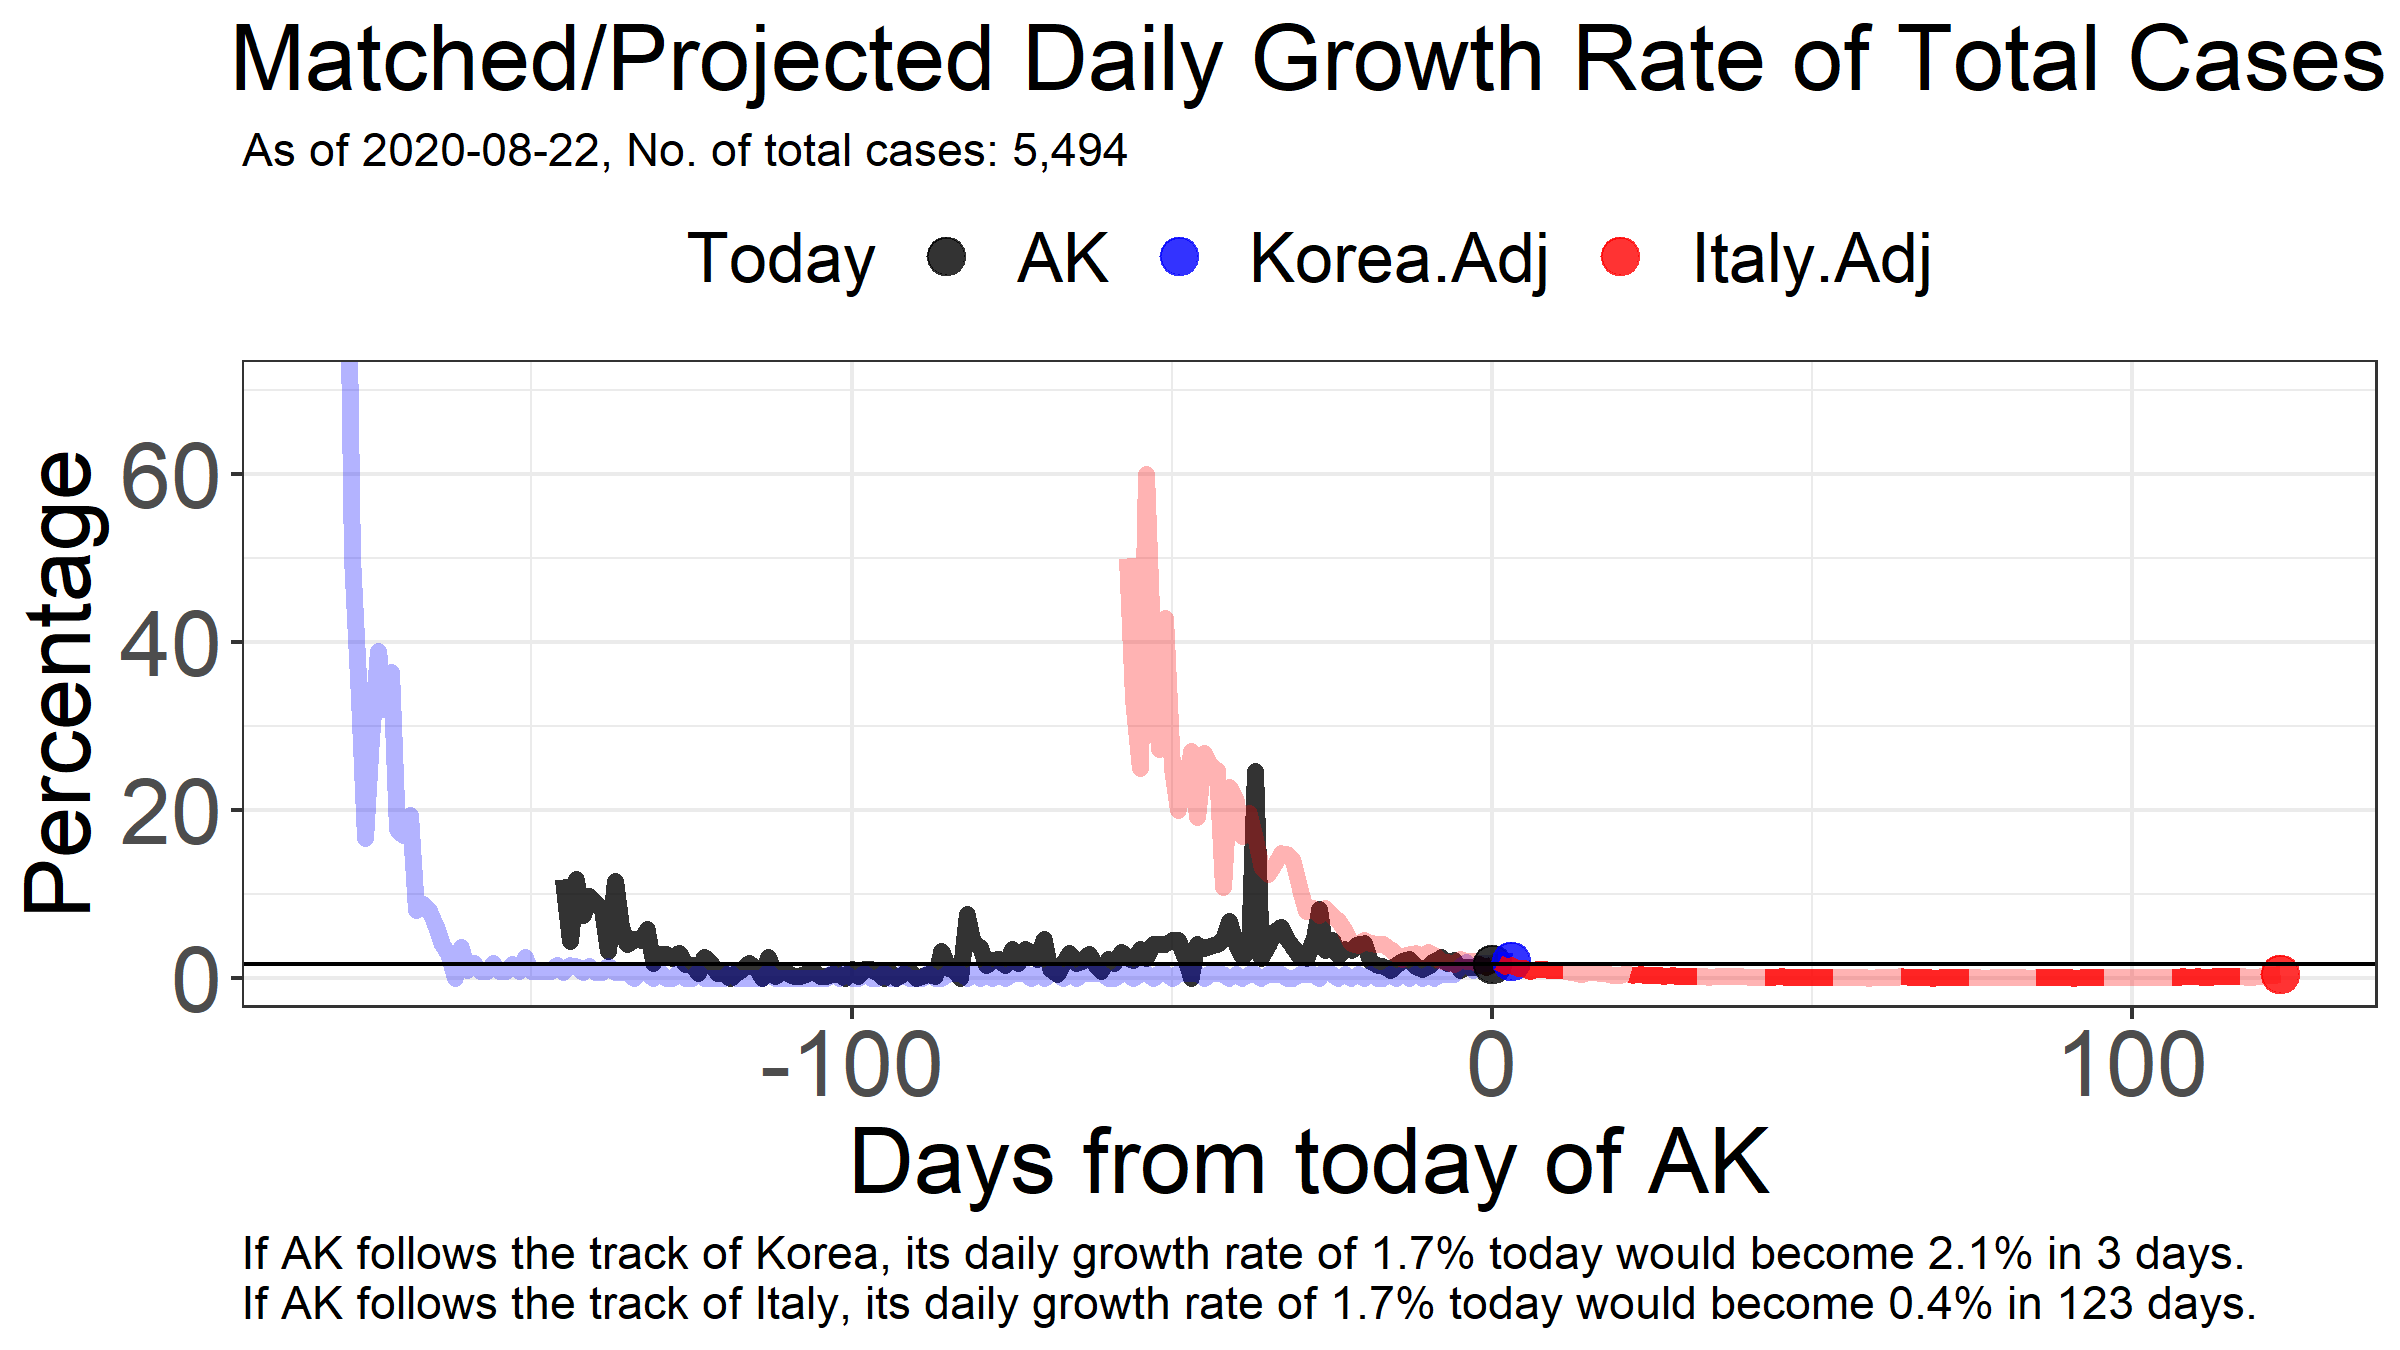 Matched/Projected Daily Growth Rate of Total Cases
As of 2020-08-22, No. of total cases: 5,494
Today AK Korea.Adj Italy.Adj
Percentage
60
40
20
0
-100 0 100
Days from today of AK
If AK follows the track of Korea, its daily growth rate of 1.7% today would become 2.1% in 3 days.
If AK follows the track of Italy, its daily growth rate of 1.7% today would become 0.4% in 123 days.